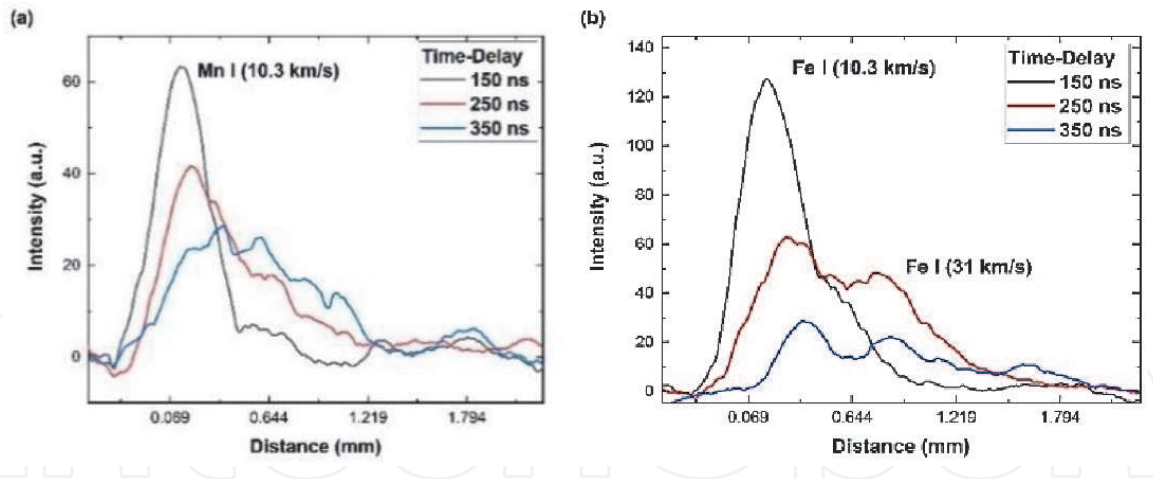 (a)
Time-Delay
Mn I (10.3 km/s)
150 ns
250 ns
350 ns
60
40
20
0
Intensity (a.u.)
0.069
0.644
1.219
1.794
Distance (mm)
(b)
Time-Delay
Fe I (10.3 km/s)
150 ns
250 ns
350 ns
Fe I (31 km/s)
140
120
100
80
60
40
20
0
Intensity (a.u.)
0.069
0.644
1.219
1.794
Distance (mm)